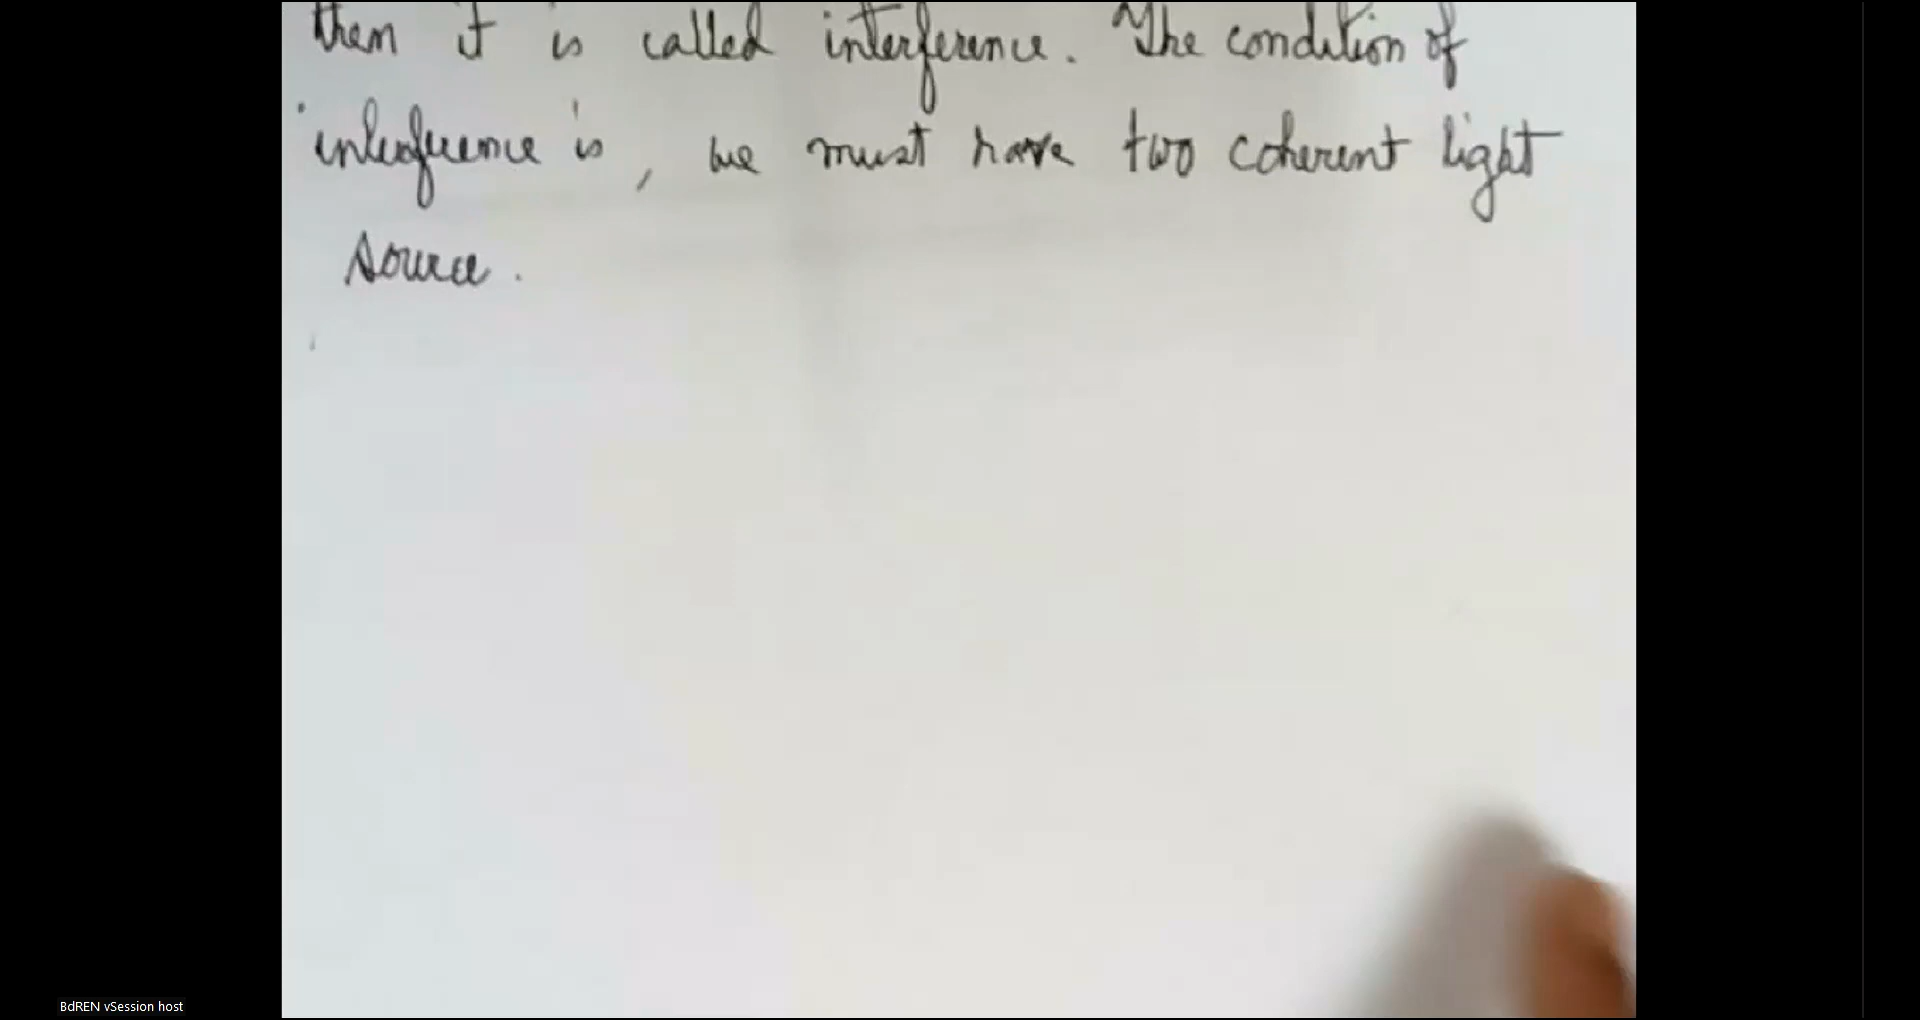 then it is called interference. The condition of
interference is, we must have two coherent light
source.
BdREN vSession host